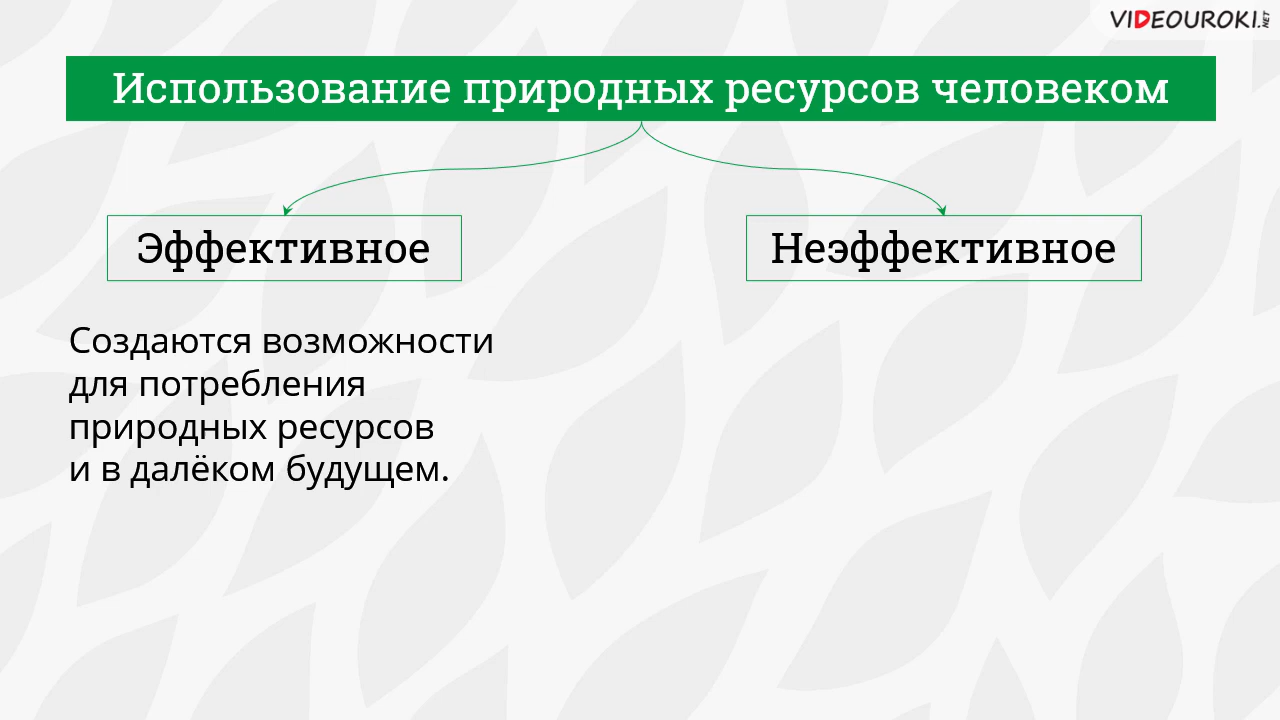 VIDEOUROKI.NET
Использование природных ресурсов человеком
Эффективное
Неэффективное
Создаются возможности
для потребления
природных ресурсов
и в далёком будущем.